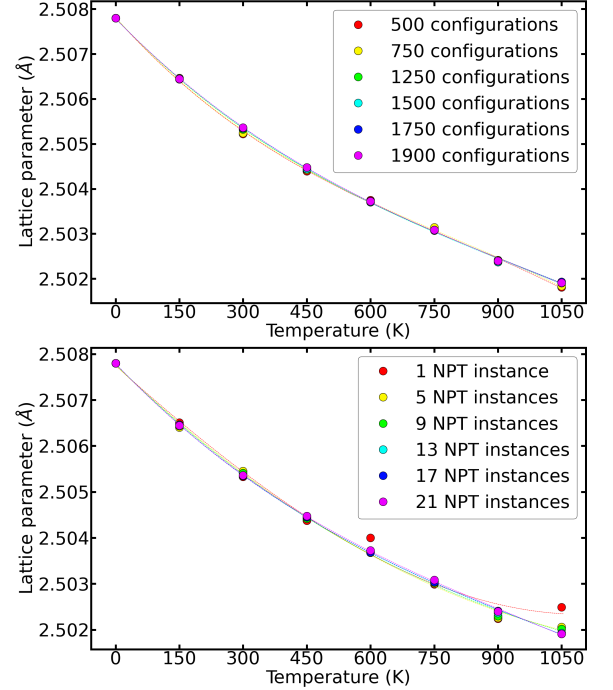 2.508
2.507
2.506
2.505
2.504
2.503
2.502
Lattice parameter (Å)
500 configurations
750 configurations
1250 configurations
1500 configurations
1750 configurations
1900 configurations
0 150 300 450 600 750 900 1050
Temperature (K)
2.508
2.507
2.506
2.505
2.504
2.503
2.502
Lattice parameter (Å)
1 NPT instance
5 NPT instances
9 NPT instances
13 NPT instances
17 NPT instances
21 NPT instances
0 150 300 450 600 750 900 1050
Temperature (K)